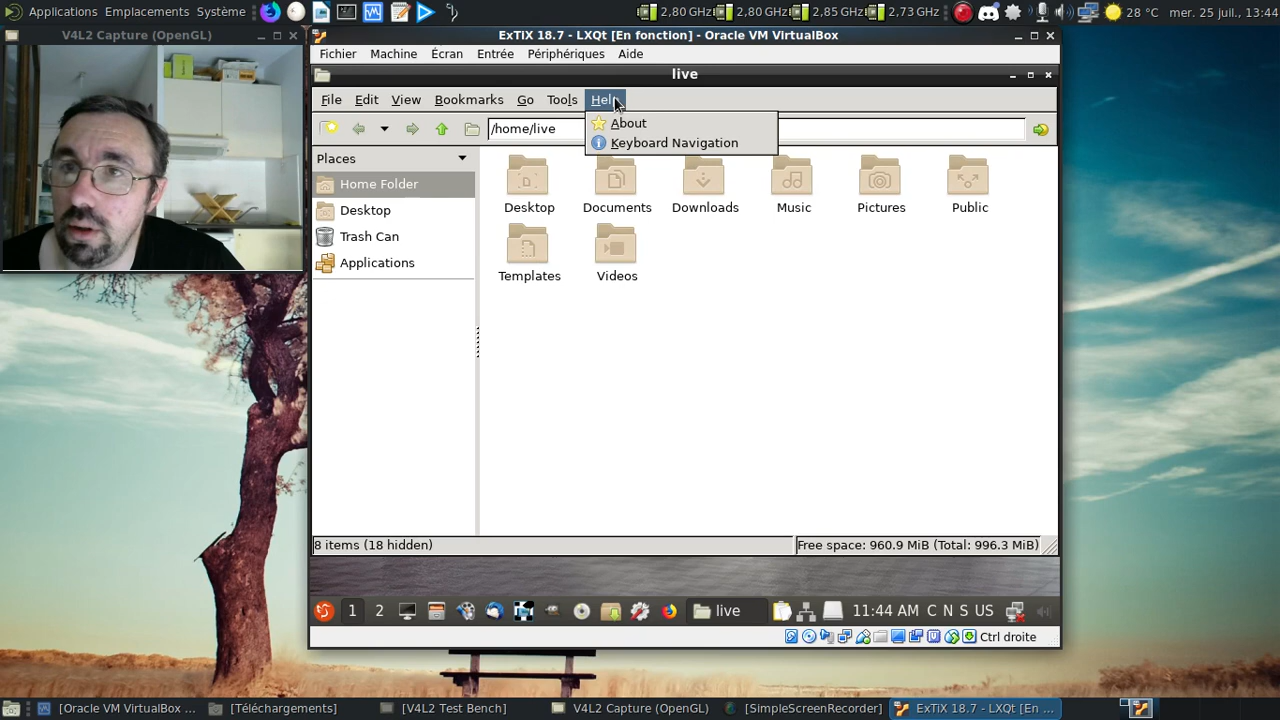 Applications Emplacements Système
2,80 GHz 2,80 GHz 2,85 GHz 2,73 GHz 28 °C mer. 25 juil., 13:44
V4L2 Capture (OpenGL)
ExTiX 18.7 - LXQt [En fonction] - Oracle VM VirtualBox
Fichier Machine Écran Entrée Périphériques Aide
live
File Edit View Bookmarks Go Tools Help
/home/live
About
Keyboard Navigation
Places
Home Folder
Desktop
Trash Can
Applications
Desktop Documents Downloads Music Pictures Public
Templates Videos
8 items (18 hidden)
Free space: 960.9 MiB (Total: 996.3 MiB)
1 2 live 11:44 AM C N S US
Ctrl droite
[Oracle VM VirtualBox ... [Téléchargements] [V4L2 Test Bench] V4L2 Capture (OpenGL) [SimpleScreenRecorder] ExTiX 18.7 - LXQt [En ...